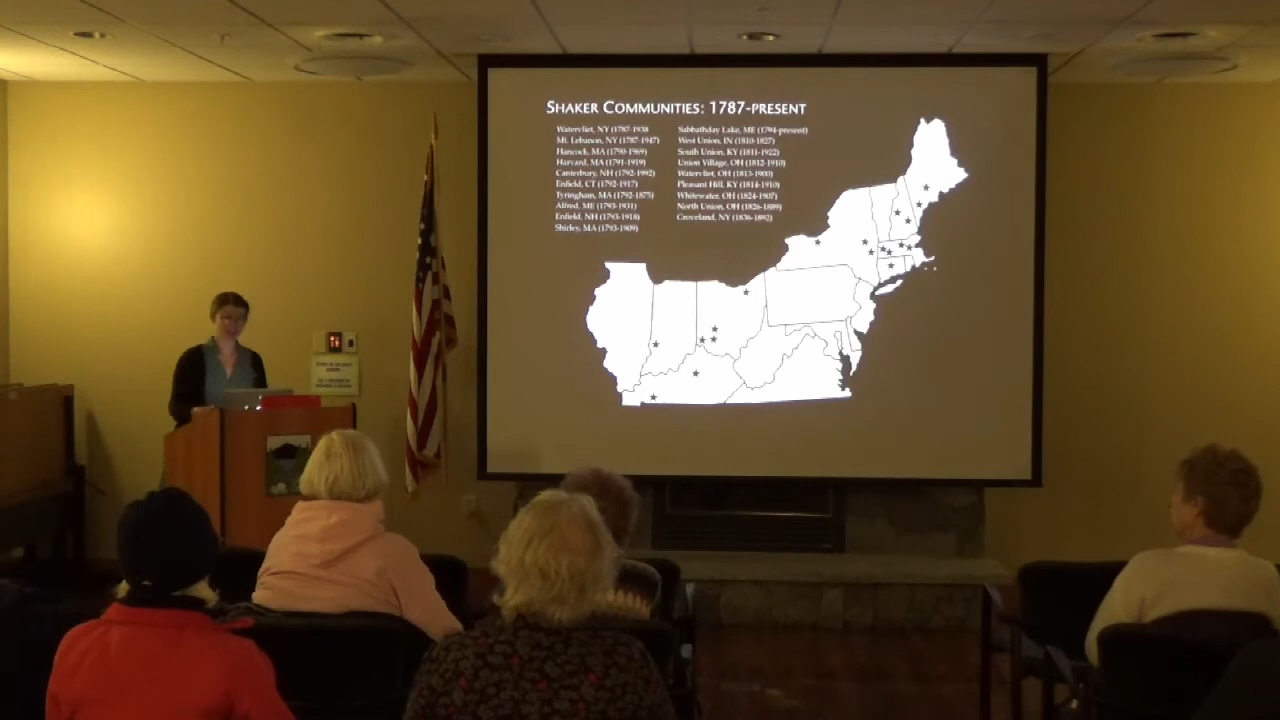 SHAKER COMMUNITIES: 1787-PRESENT
Watervliet, NY (1787-1938
Mt. Lebanon, NY (1787-1947)
Hancock, MA (1790-1969)
Harvard, MA (1791-1919)
Canterbury, NH (1792-1992)
Enfield, CT (1792-1917)
Tyringham, MA (1792-1875)
Alfred, ME (1793-1931)
Enfield, NH (1793-1918)
Shirley, MA (1793-1909)
Sabbathday Lake, ME (1794-present)
West Union, IN (1810-1827)
South Union, KY (1811-1922)
Union Village, OH (1812-1910)
Watervliet, OH (1813-1900)
Pleasant Hill, KY (1814-1910)
Whitewater, OH (1824-1907)
North Union, OH (1826-1889)
Groveland, NY (1836-1892)